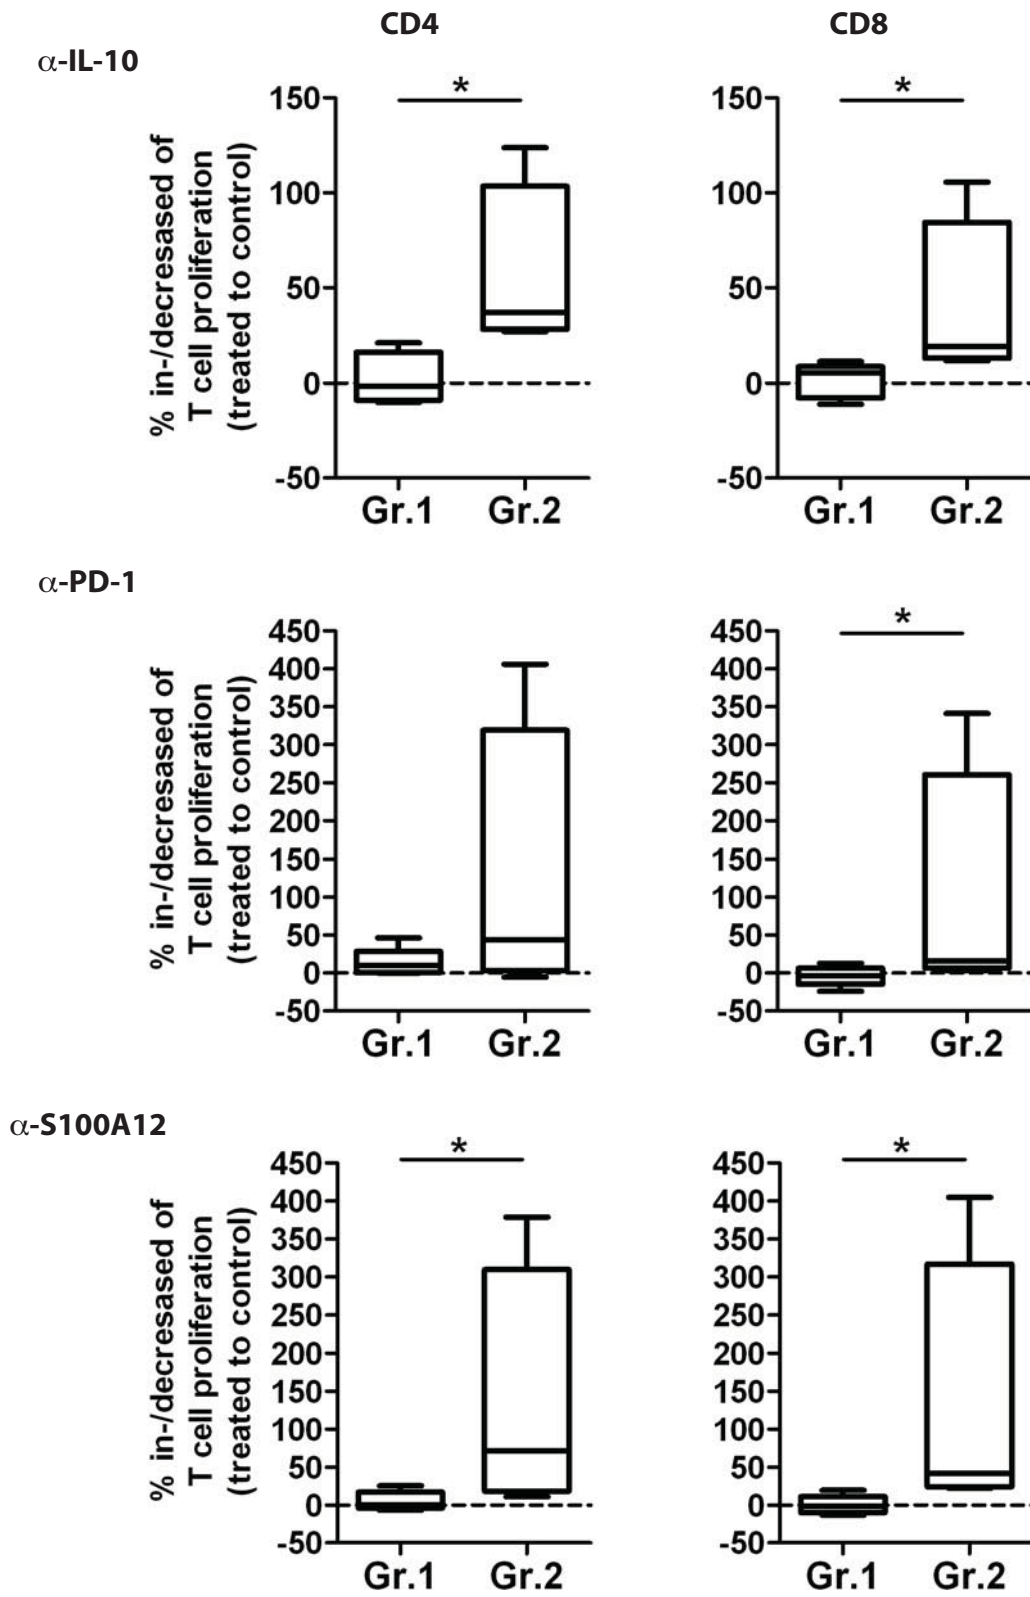 CD4
CD8
α-IL-10
% in-/decresased of
T cell proliferation
(treated to control)
150
100
50
0
-50
*
Gr.1
Gr.2
150
100
50
0
-50
*
Gr.1
Gr.2
α-PD-1
% in-/decresased of
T cell proliferation
(treated to control)
450
400
350
300
250
200
150
100
50
0
-50
Gr.1
Gr.2
450
400
350
300
250
200
150
100
50
0
-50
*
Gr.1
Gr.2
α-S100A12
% in-/decresased of
T cell proliferation
(treated to control)
450
400
350
300
250
200
150
100
50
0
-50
*
Gr.1
Gr.2
450
400
350
300
250
200
150
100
50
0
-50
*
Gr.1
Gr.2